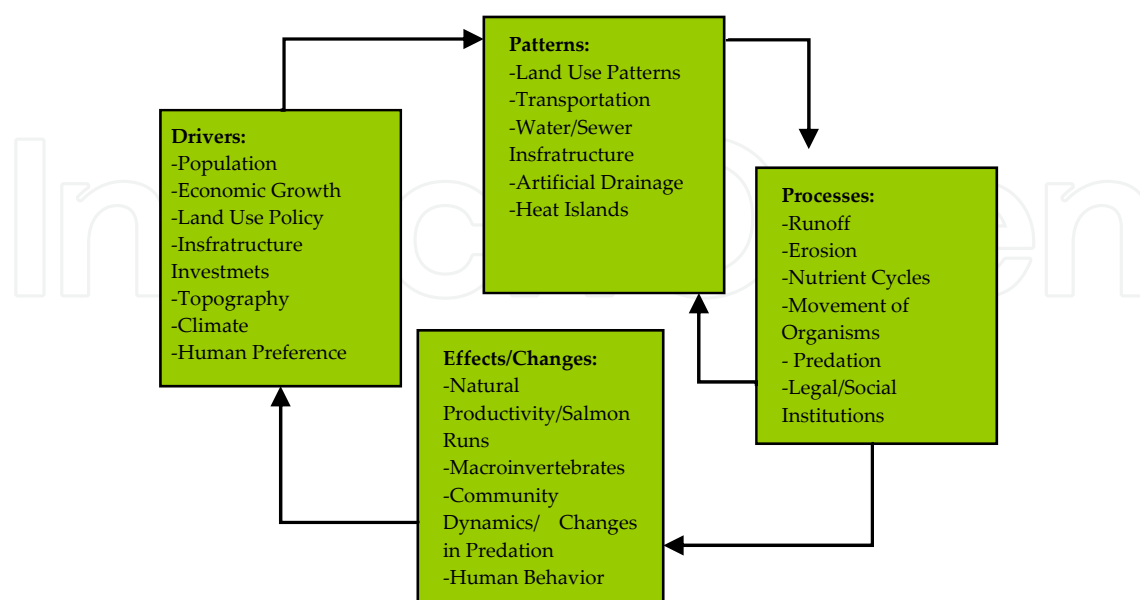 Drivers:
-Population
-Economic Growth
-Land Use Policy
-Insfratructure
Investmets
-Topography
-Climate
-Human Preference
Patterns:
-Land Use Patterns
-Transportation
-Water/Sewer
Insfratructure
-Artificial Drainage
-Heat Islands
Processes:
-Runoff
-Erosion
-Nutrient Cycles
-Movement of
Organisms
- Predation
-Legal/Social
Institutions
Effects/Changes:
-Natural
Productivity/Salmon
Runs
-Macroinvertebrates
-Community
Dynamics/ Changes
in Predation
-Human Behavior